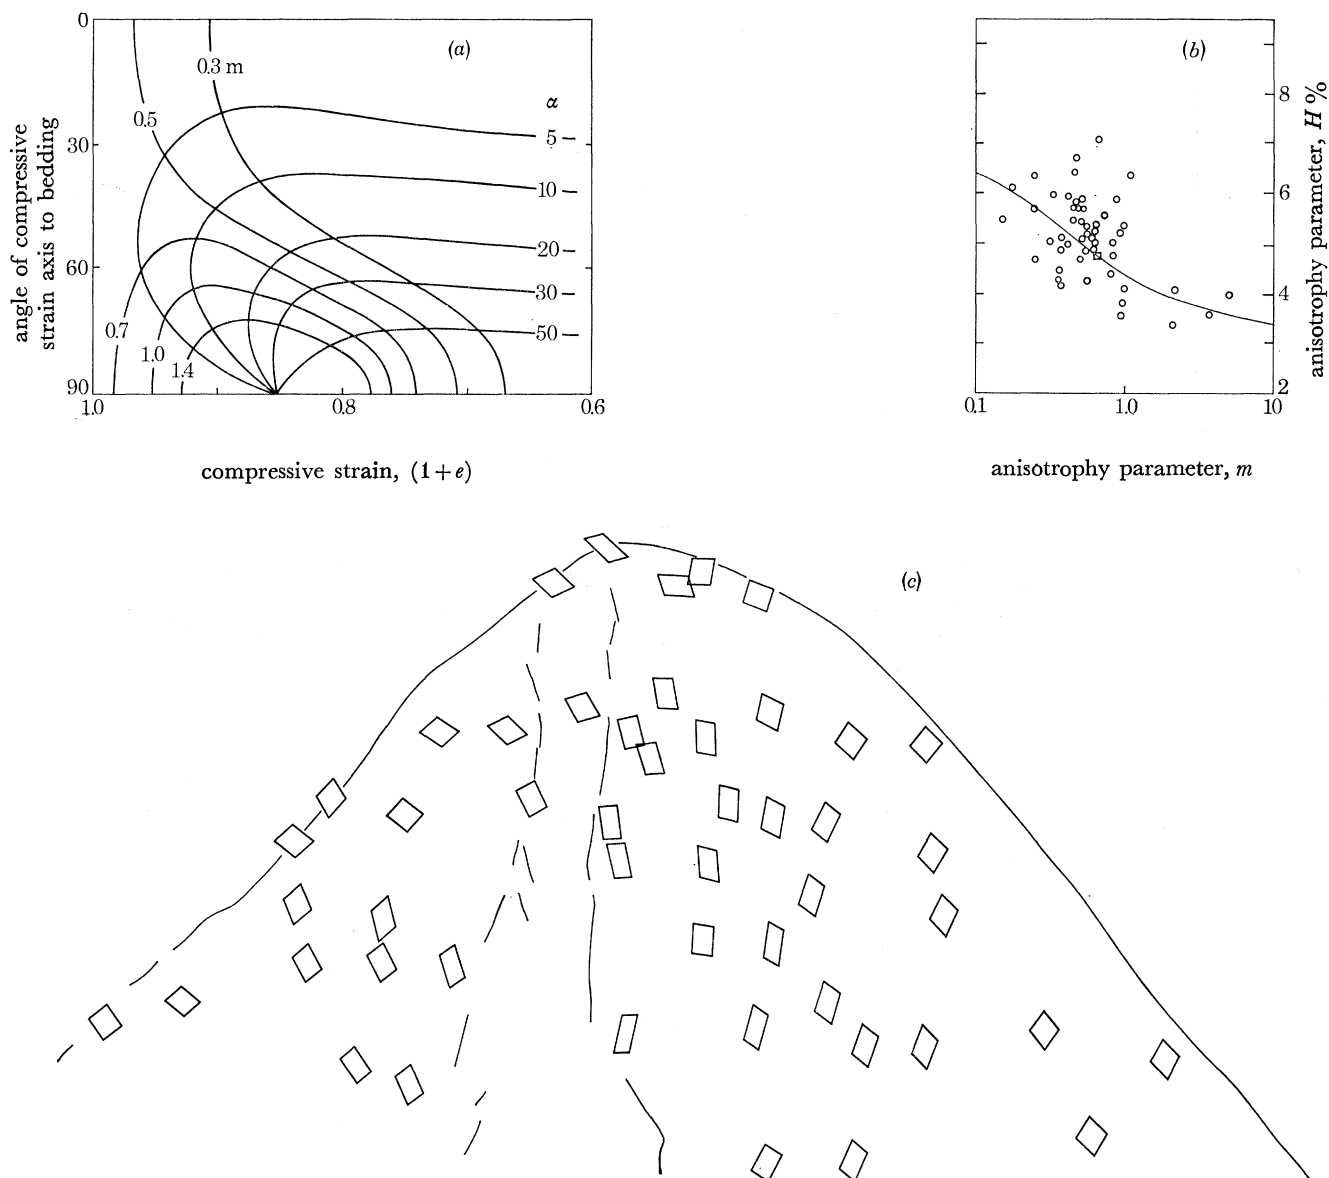 0
(a)
0.3 m
0.5
α
5
30
10
20
60
30
0.7
1.0
50
1.4
90
1.0
0.8
0.6
angle of compressive
strain axis to bedding
compressive strain, (1+e)
(b)
8
6
4
2
0.1
1.0
10
anisotropy parameter, H%
anisotropy parameter, m
(c)